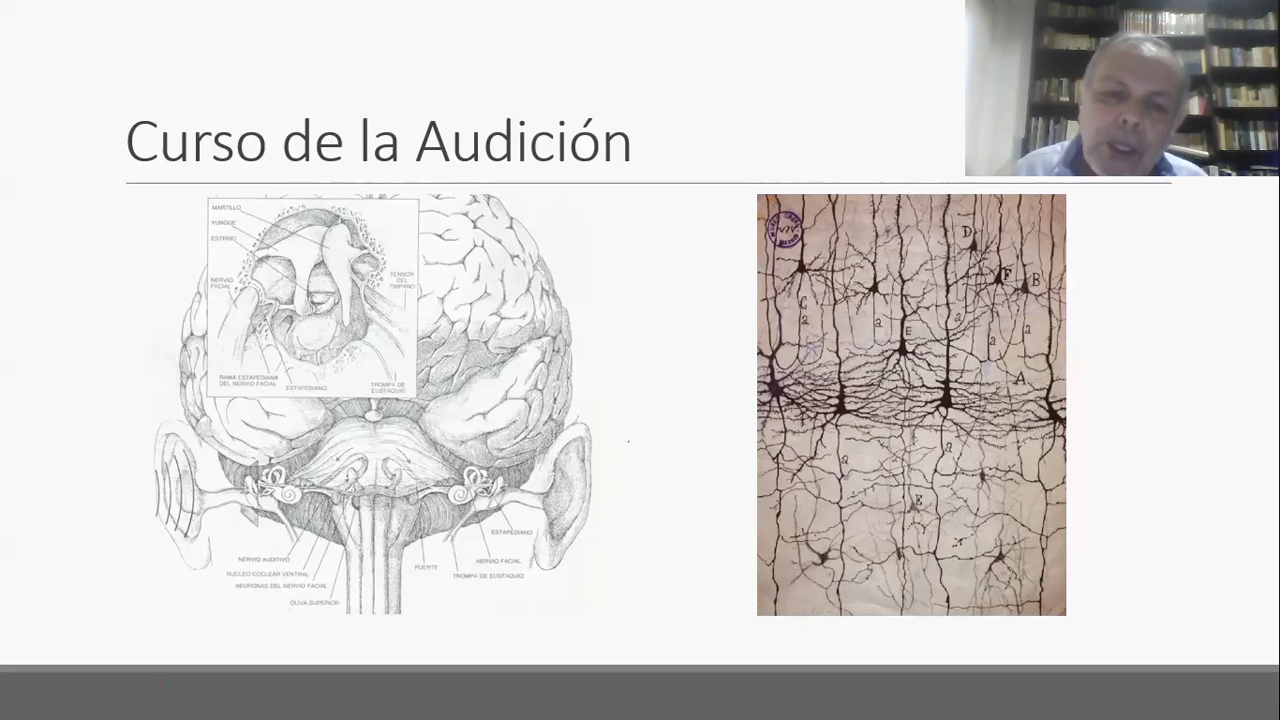 Curso de la Audición
MARTILLO
YUNQUE
ESTRIBO
NERVIO
FACIAL
TENSOR
DEL
TIMPANO
RAMA ESTAPEDIANA
DEL NERVIO FACIAL
ESTAPEDIANO
TROMPA DE
EUSTAQUIO
NERVIO AUDITIVO
NUCLEO COCLEAR VENTRAL
NEURONAS DEL NERVIO FACIAL
OLIVA SUPERIOR
PUENTE
ESTAPEDIANO
NERVIO FACIAL
TROMPA DE EUSTAQUIO
D
F
B
C
a
a
E
a
a
a
A
a
a
E